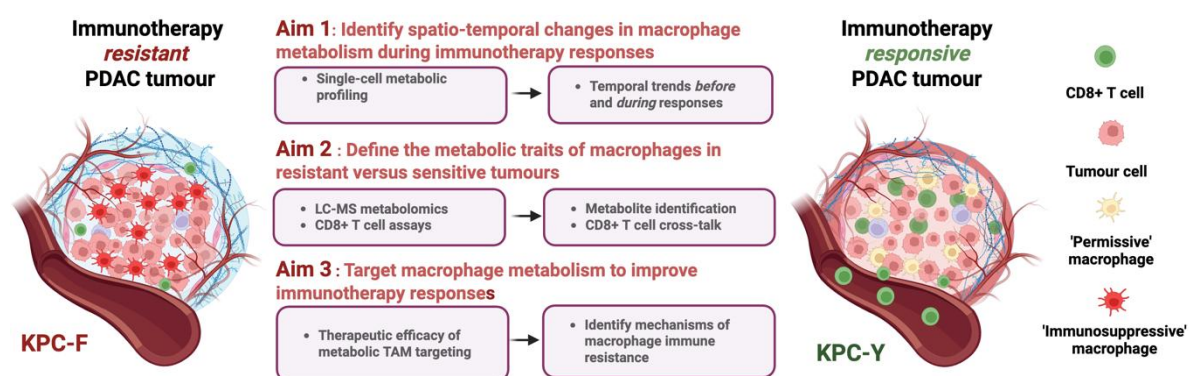 Immunotherapy
resistant
PDAC tumour
KPC-F
Aim 1: Identify spatio-temporal changes in macrophage
metabolism during immunotherapy responses
• Single-cell metabolic
profiling
• Temporal trends before
and during responses
Aim 2 : Define the metabolic traits of macrophages in
resistant versus sensitive tumours
• LC-MS metabolomics
• CD8+ T cell assays
• Metabolite identification
• CD8+ T cell cross-talk
Aim 3 : Target macrophage metabolism to improve
immunotherapy responses
• Therapeutic efficacy of
metabolic TAM targeting
• Identify mechanisms of
macrophage immune
resistance
Immunotherapy
responsive
PDAC tumour
KPC-Y
CD8+ T cell
Tumour cell
'Permissive'
macrophage
'Immunosuppressive'
macrophage